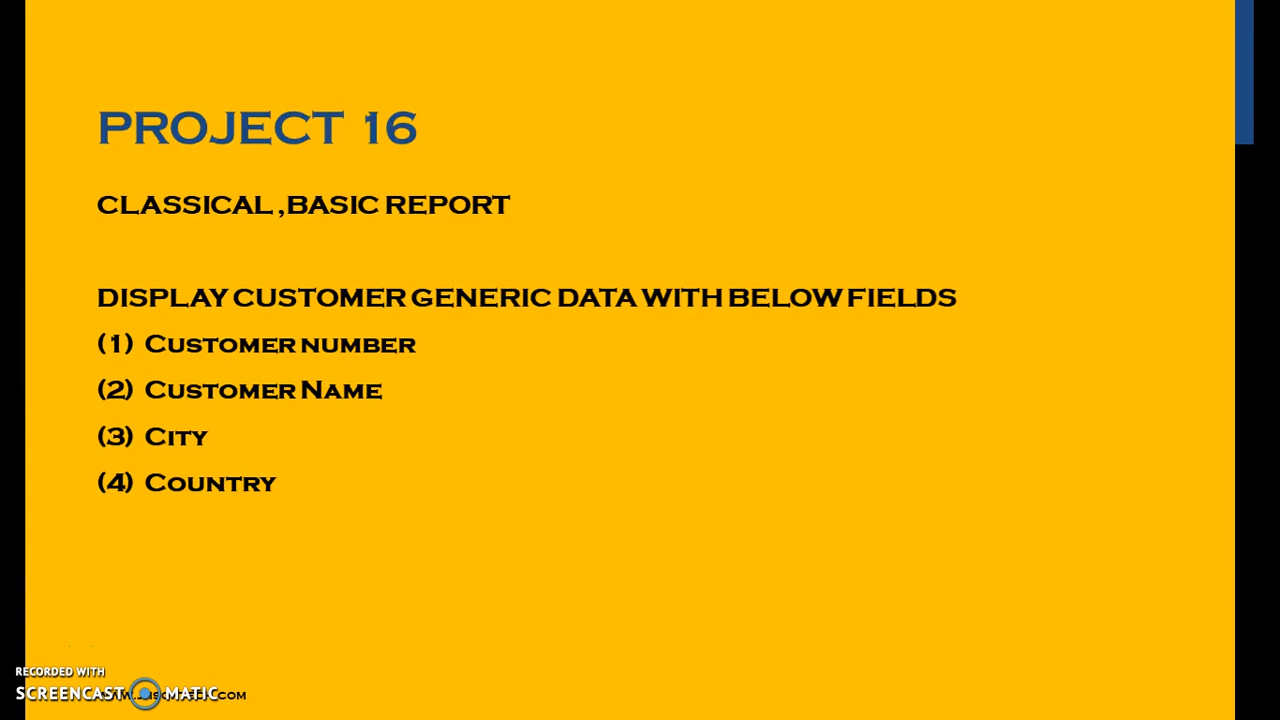 PROJECT 16
CLASSICAL ,BASIC REPORT
DISPLAY CUSTOMER GENERIC DATA WITH BELOW FIELDS
(1) Customer number
(2) Customer Name
(3) City
(4) Country
RECORDED WITH
SCREENCAST MATIC